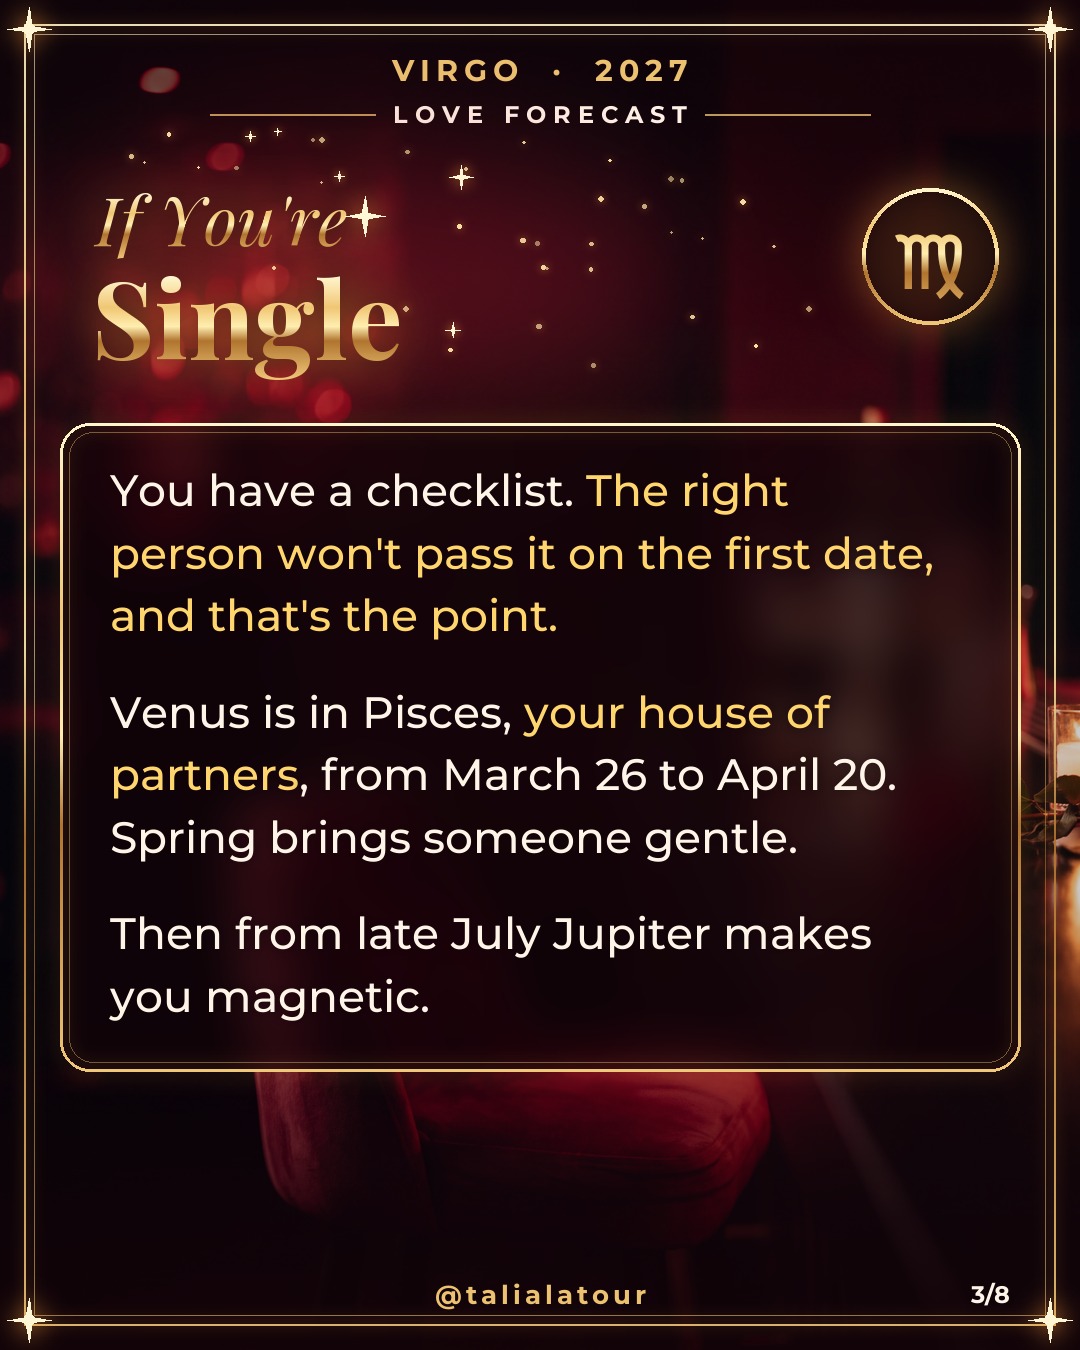 VIRGO · 2027
LOVE FORECAST
If You're
Single
♍
You have a checklist. The right
person won't pass it on the first date,
and that's the point.
Venus is in Pisces, your house of
partners, from March 26 to April 20.
Spring brings someone gentle.
Then from late July Jupiter makes
you magnetic.
@talialatour
3/8